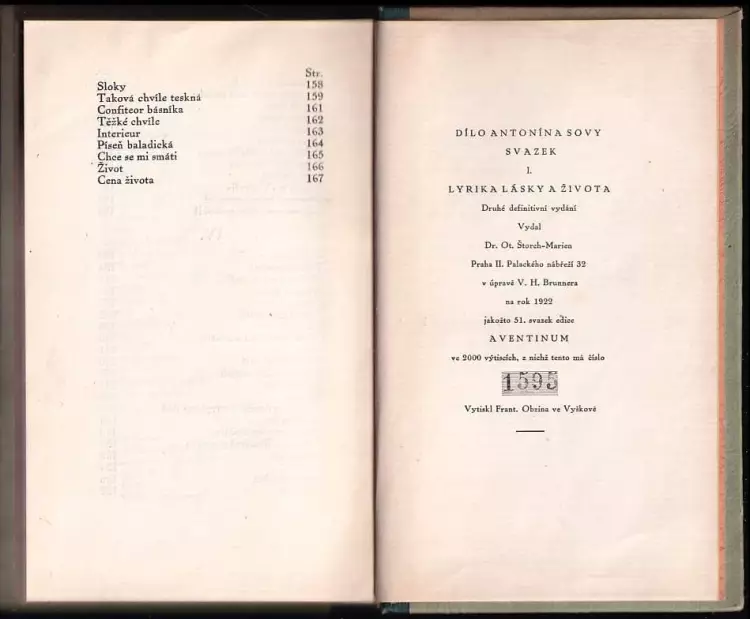 Str.
Sloky 158
Taková chvíle teskná 159
Confiteor básníka 161
Těžké chvíle 162
Interieur 163
Píseň baladická 164
Chce se mi smáti 165
Život 166
Cena života 167
DÍLO ANTONÍNA SOVY
SVAZEK
I.
LYRIKA LÁSKY A ŽIVOTA
Druhé definitivní vydání
Vydal
Dr. Ot. Štorch-Marien
Praha II. Palackého nábřeží 32
v úpravě V. H. Brunnera
na rok 1922
jakožto 51. svazek edice
AVENTINUM
ve 2000 výtiscích, z nichž tento má číslo
1595
Vytiskl Frant. Obzina ve Vyškově